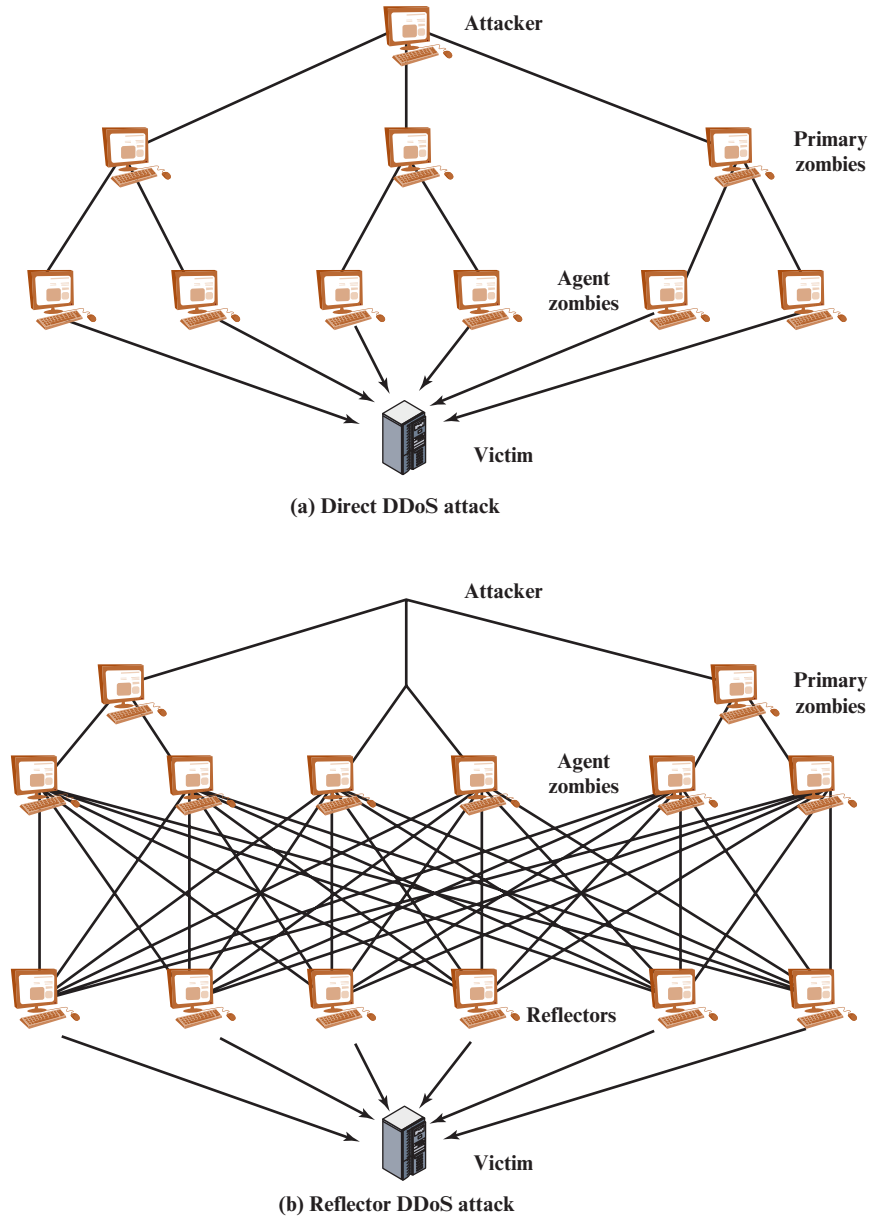 Attacker
Primary
zombies
Agent
zombies
Victim
(a) Direct DDoS attack
Attacker
Primary
zombies
Agent
zombies
Reflectors
Victim
(b) Reflector DDoS attack